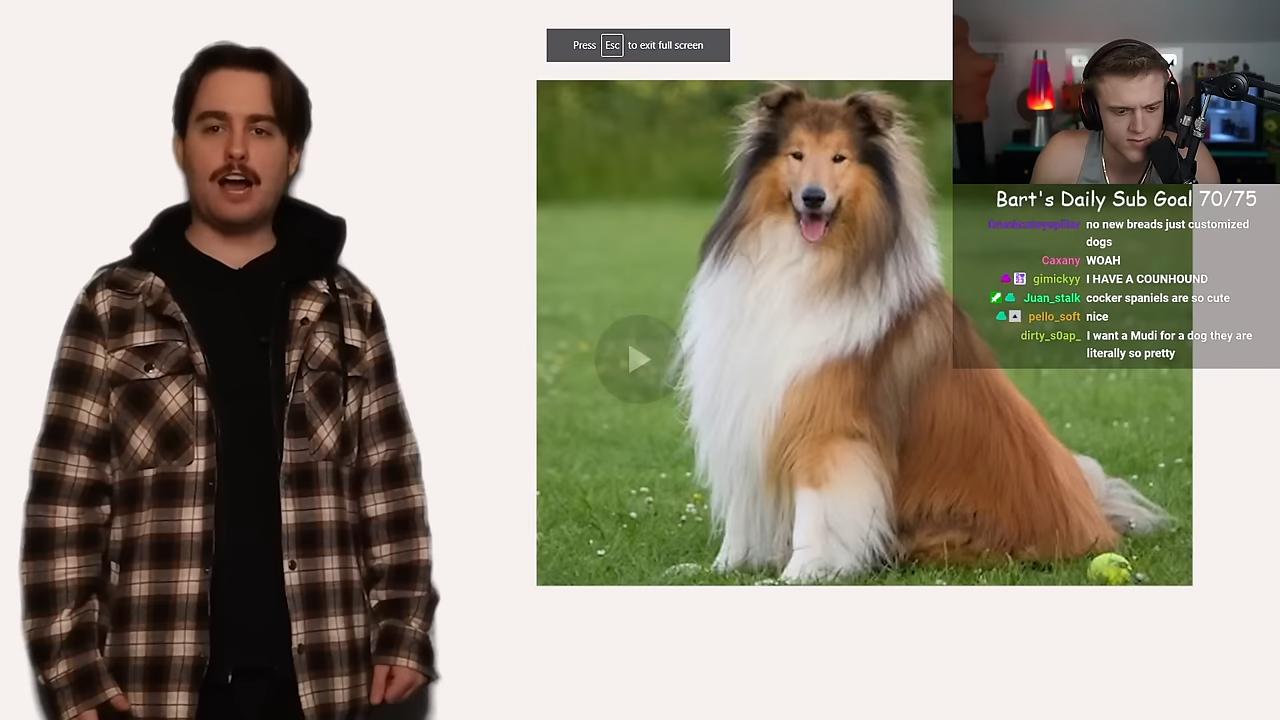 Press Esc to exit full screen
Bart's Daily Sub Goal 70/75
no new breads just customized
dogs
Caxany WOAH
gimickyy I HAVE A COUNHOUND
Juan_stalk cocker spaniels are so cute
pello_soft nice
dirty_s0ap_ I want a Mudi for a dog they are
literally so pretty